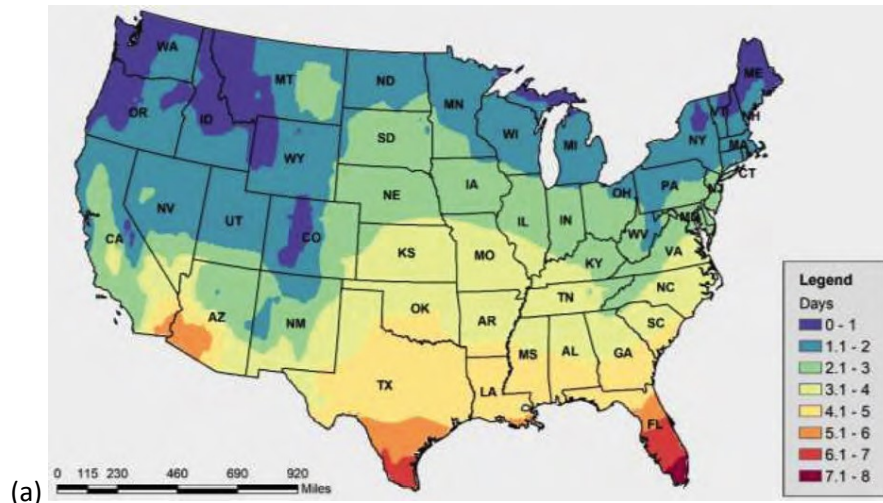 WA
MT
ND
MN
ME
OR
ID
WY
SD
WI
MI
VT
NH
NY
MA
CT
NE
IA
PA
NJ
NV
UT
CO
IL
IN
OH
MD
WV
CA
KS
MO
KY
VA
AZ
NM
OK
AR
TN
NC
SC
TX
LA
MS
AL
GA
FL
Legend
Days
0 - 1
1.1 - 2
2.1 - 3
3.1 - 4
4.1 - 5
5.1 - 6
6.1 - 7
7.1 - 8
(a)
0 115 230 460 690 920
Miles